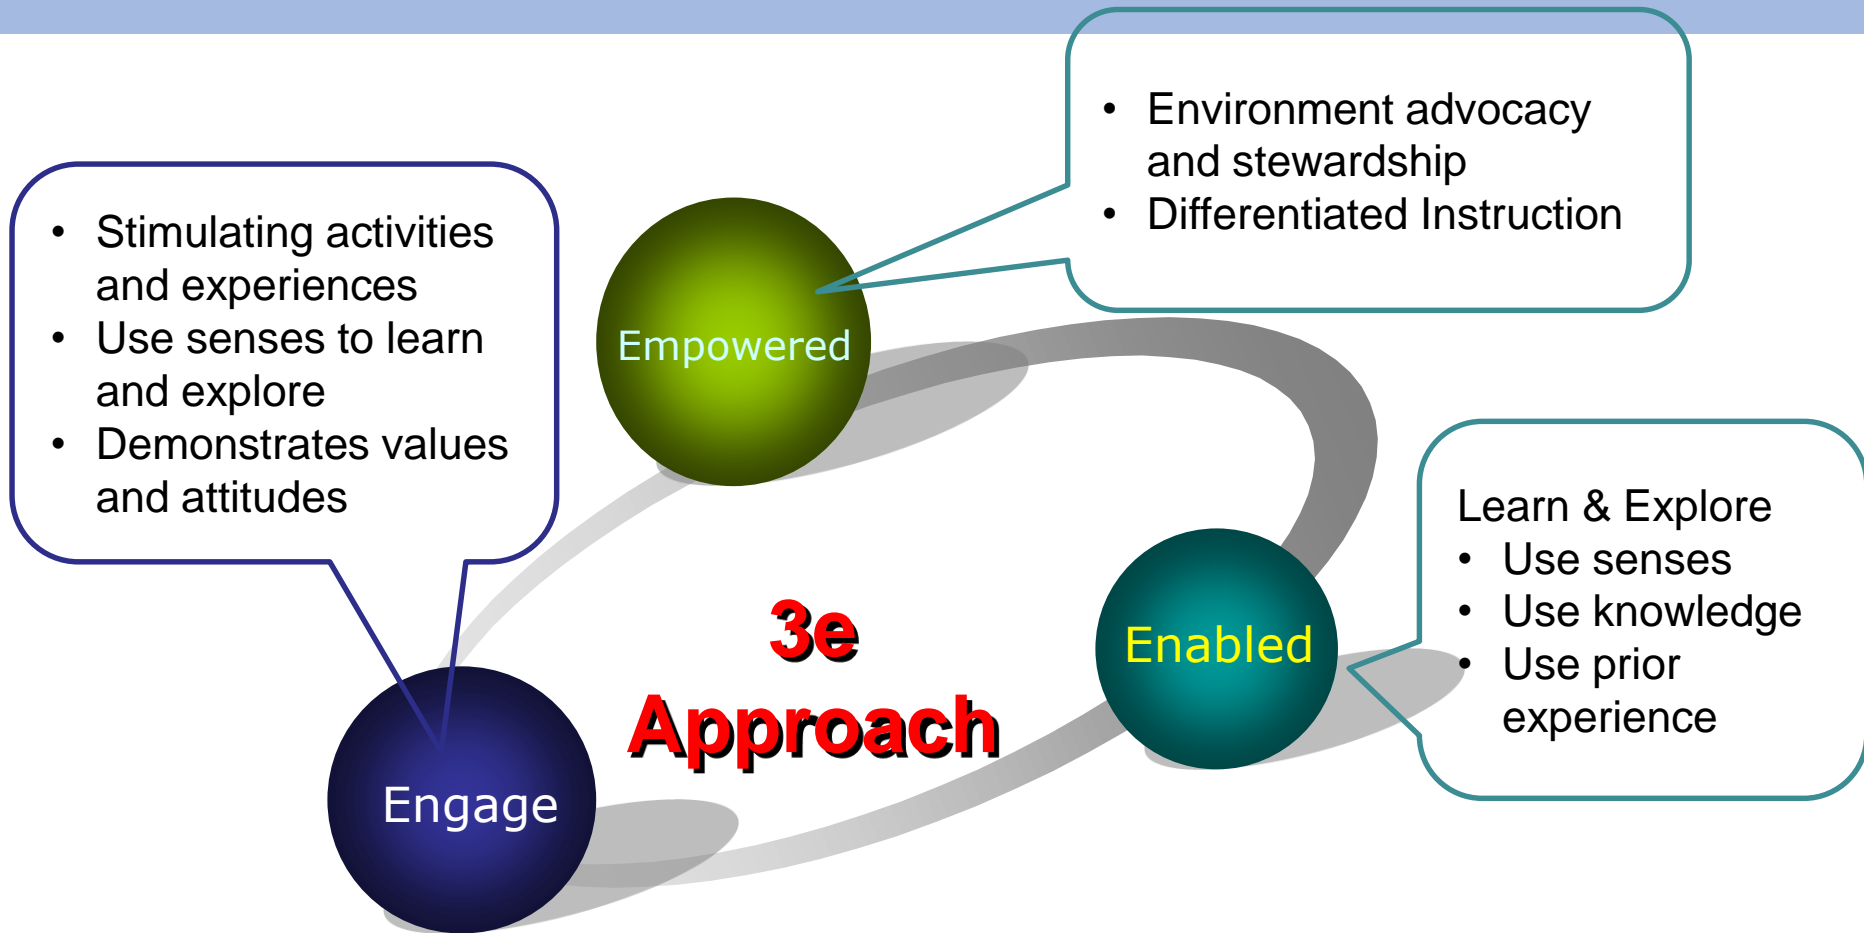 • Environment advocacy
and stewardship
• Differentiated Instruction
• Stimulating activities
and experiences
• Use senses to learn
and explore
• Demonstrates values
and attitudes
Empowered
Learn & Explore
• Use senses
• Use knowledge
• Use prior
experience
3e
Approach
Enabled
Engage